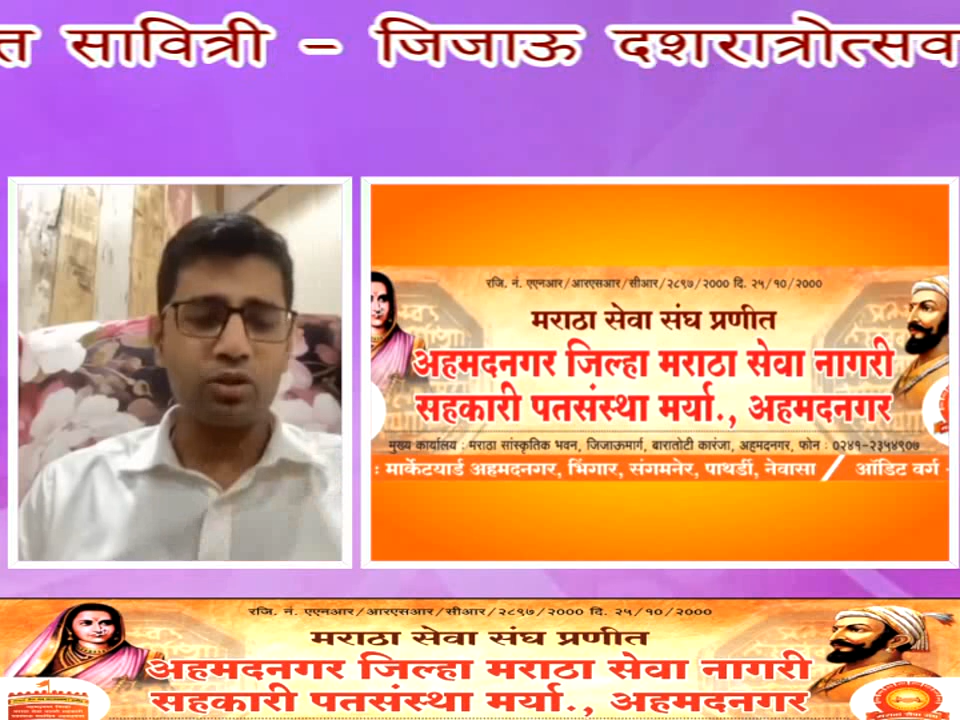 त सावित्री - जिजाऊ दशरात्रोत्सव
रजि. नं. एएनआर/आरएसआर/सीआर/२८९७/२००० दि. २५/१०/२०००
मराठा सेवा संघ प्रणीत
अहमदनगर जिल्हा मराठा सेवा नागरी
सहकारी पतसंस्था मर्या., अहमदनगर
मुख्य कार्यालय : मराठा सांस्कृतिक भवन, जिजाऊमार्ग, बारातोटी कारंजा, अहमदनगर, फोन : ०२४१-२३५४९०७
: मार्केटयार्ड अहमदनगर, भिंगार, संगमनेर, पाथर्डी, नेवासा / ऑडिट वर्ग -
रजि. नं. एएनआर/आरएसआर/सीआर/२८९७/२००० दि. २५/१०/२०००
मराठा सेवा संघ प्रणीत
अहमदनगर जिल्हा मराठा सेवा नागरी
सहकारी पतसंस्था मर्या., अहमदनगर